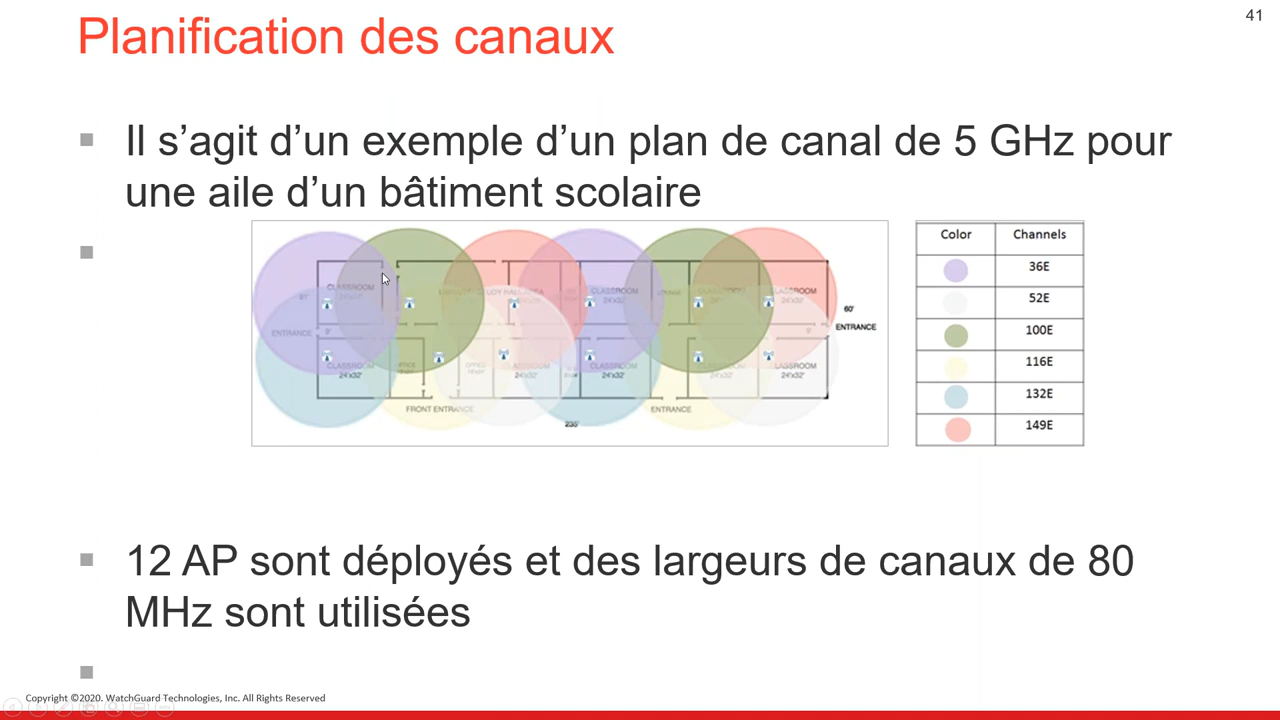 41
Planification des canaux
Il s’agit d’un exemple d’un plan de canal de 5 GHz pour
une aile d’un bâtiment scolaire
CLASSROOM
CLASSROOM
CLASSROOM
ENTRANCE
9'
60'
ENTRANCE
CLASSROOM
24'x32'
CLASSROOM
24'x32'
CLASSROOM
24'x32'
24'x32'
FRONT ENTRANCE
ENTRANCE
235'
Color Channels
36E
52E
100E
116E
132E
149E
12 AP sont déployés et des largeurs de canaux de 80
MHz sont utilisées
Copyright ©2020. WatchGuard Technologies, Inc. All Rights Reserved